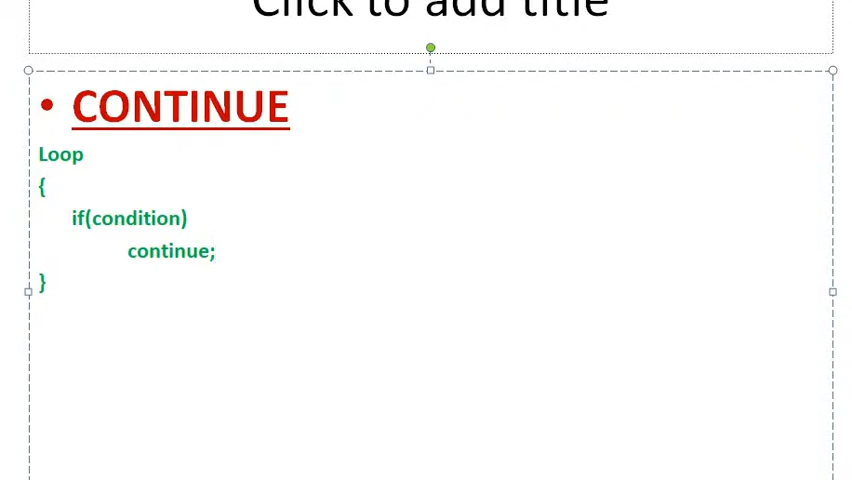 Click to add title
• CONTINUE
Loop
{
if(condition)
continue;
}